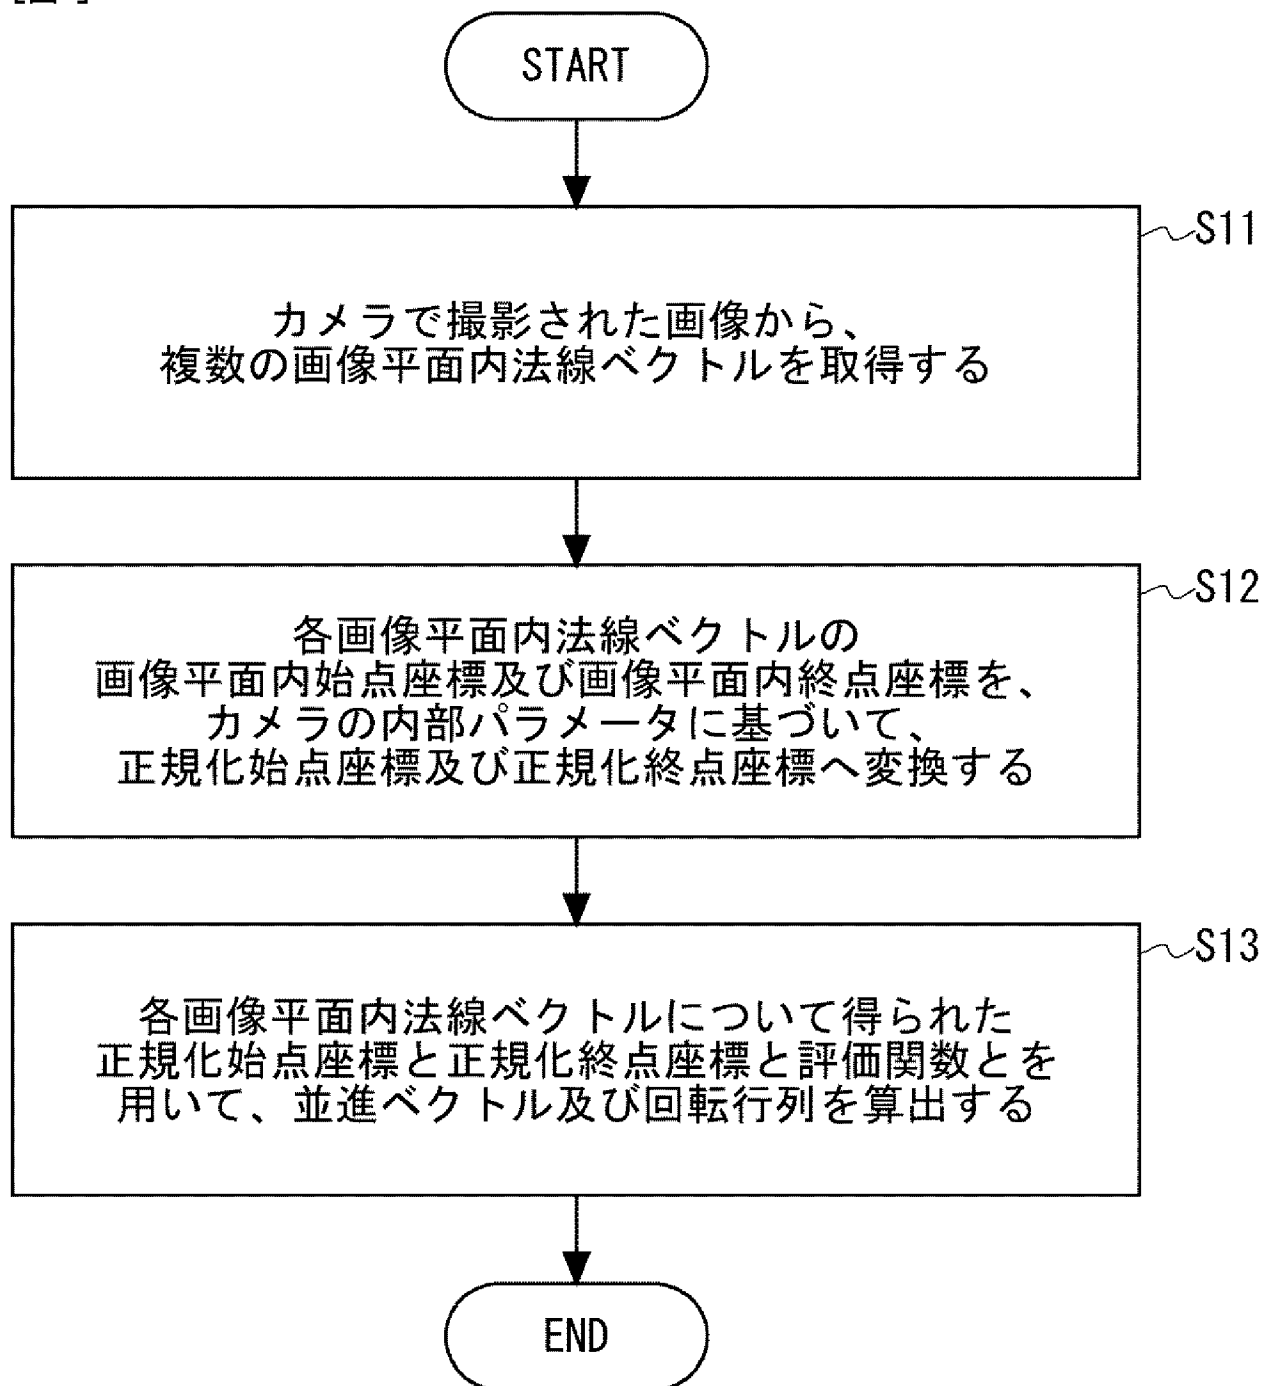 START
S11
カメラで撮影された画像から、
複数の画像平面内法線ベクトルを取得する
S12
各画像平面内法線ベクトルの
画像平面内始点座標及び画像平面内終点座標を、
カメラの内部パラメータに基づいて、
正規化始点座標及び正規化終点座標へ変換する
S13
各画像平面内法線ベクトルについて得られた
正規化始点座標と正規化終点座標と評価関数とを
用いて、並進ベクトル及び回転行列を算出する
END